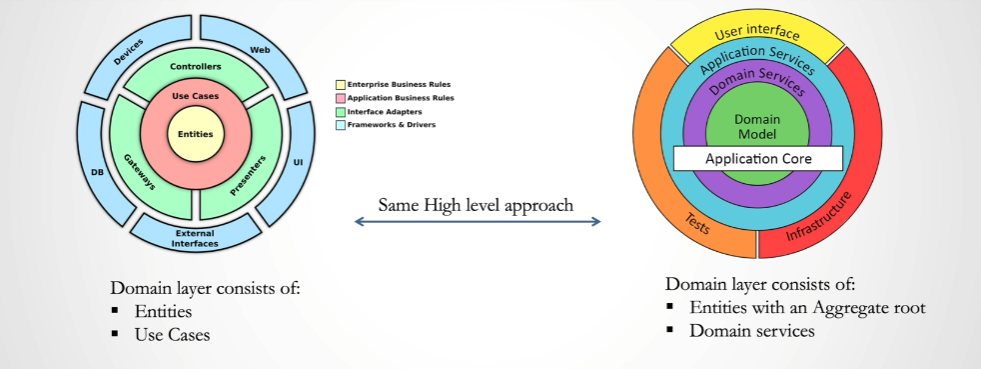 Devices
Web
Controllers
Use Cases
Entities
Gateways
Presenters
DB
UI
External
Interfaces
Enterprise Business Rules
Application Business Rules
Interface Adapters
Frameworks & Drivers
Same High level approach
User interface
Application Services
Domain Services
Domain
Model
Application Core
Tests
Infrastructure
Domain layer consists of:
▪ Entities
▪ Use Cases
Domain layer consists of:
▪ Entities with an Aggregate root
▪ Domain services